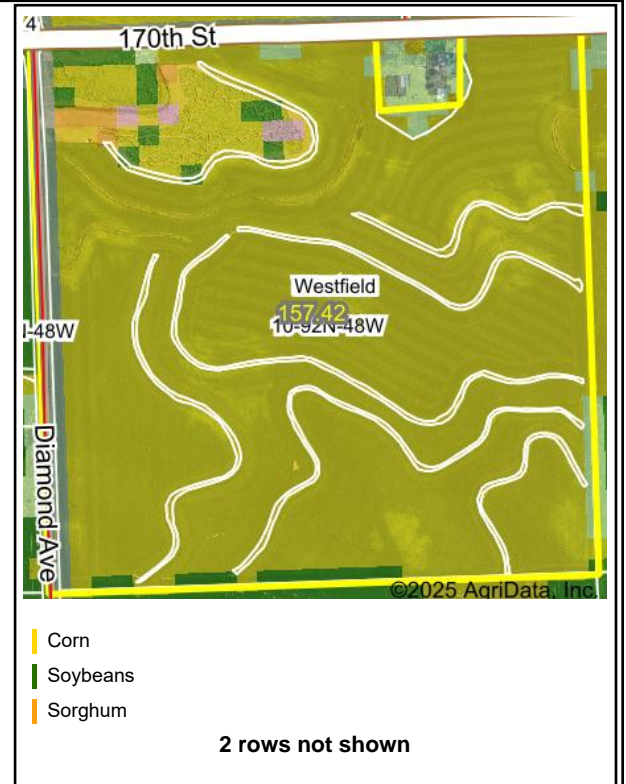 4
170th St
Westfield
157.42
10-92N-48W
I-48W
Diamond Ave
©2025 AgriData, Inc.
Corn
Soybeans
Sorghum
2 rows not shown